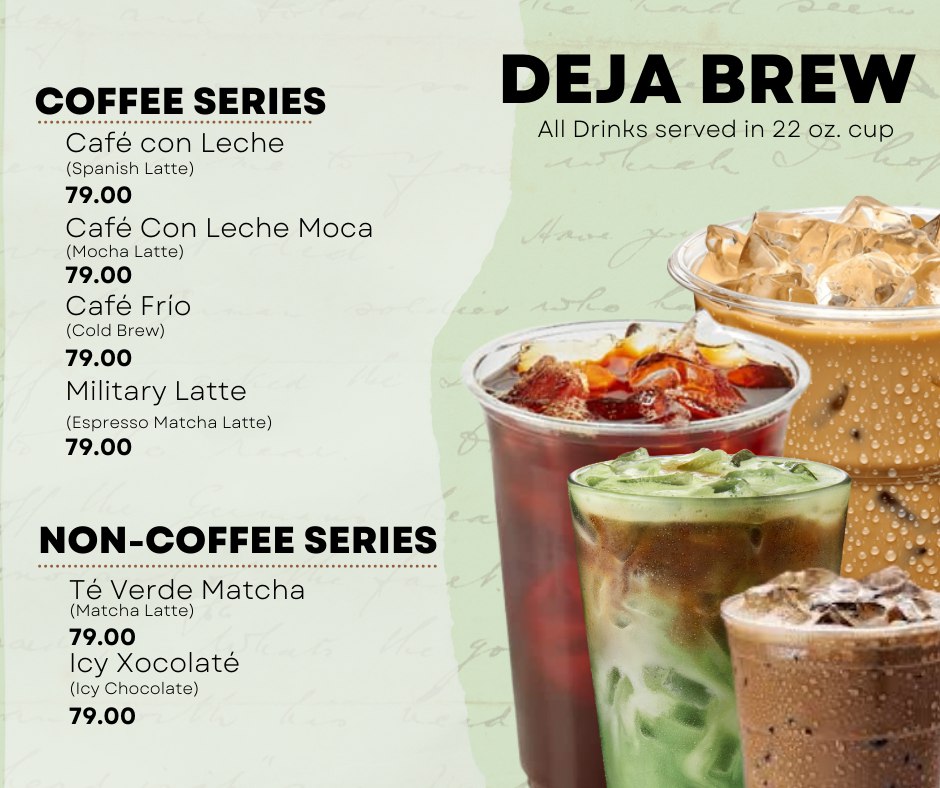 DEJA BREW
All Drinks served in 22 oz. cup
COFFEE SERIES
Café con Leche
(Spanish Latte)
79.00
Café Con Leche Moca
(Mocha Latte)
79.00
Café Frío
(Cold Brew)
79.00
Military Latte
(Espresso Matcha Latte)
79.00
NON-COFFEE SERIES
Té Verde Matcha
(Matcha Latte)
79.00
Icy Xocolaté
(Icy Chocolate)
79.00